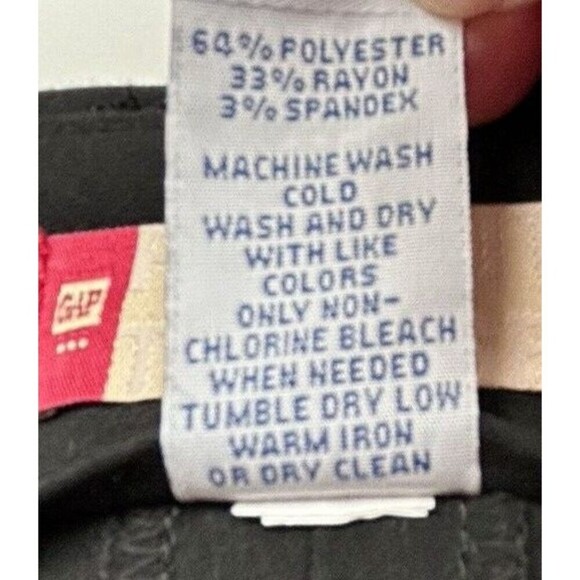 64% POLYESTER
33% RAYON
3% SPANDEX
MACHINE WASH
COLD
WASH AND DRY
WITH LIKE
COLORS
ONLY NON-
CHLORINE BLEACH
WHEN NEEDED
TUMBLE DRY LOW
WARM IRON
OR DRY CLEAN
GAP